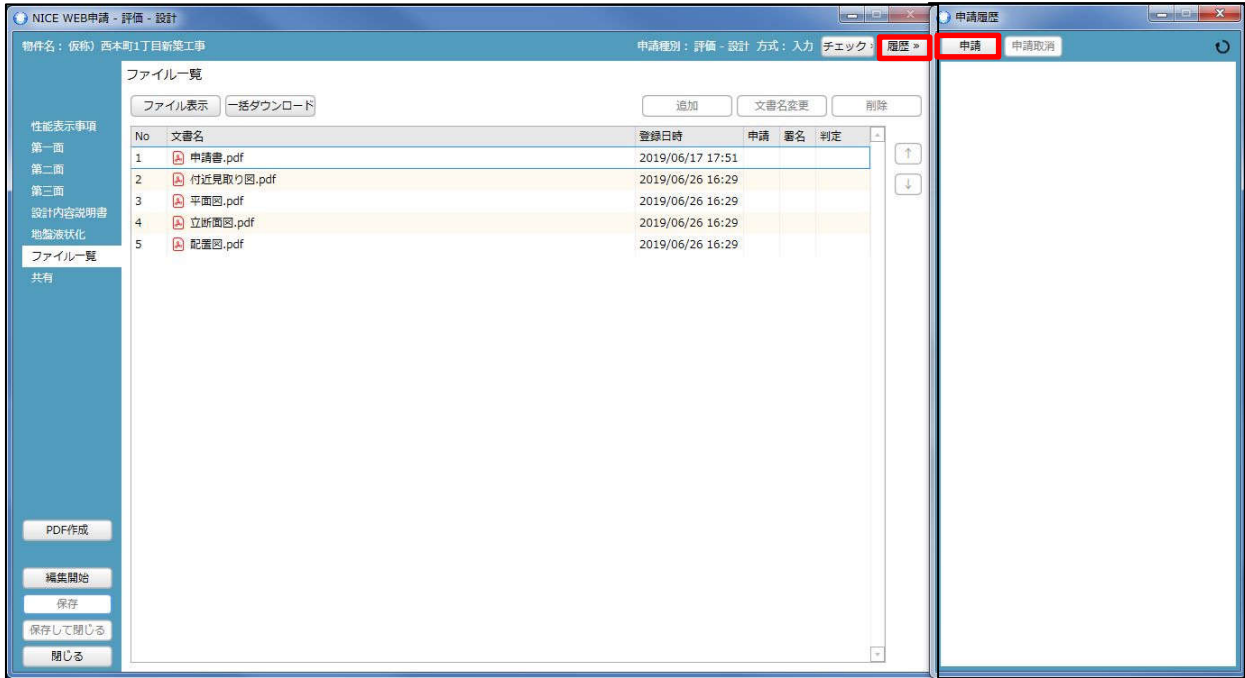 NICE WEB申請 - 評価 - 設計
物件名：仮称）西本町1丁目新築工事
申請種別：評価 - 設計 方式：入力 チェック» 履歴 »
ファイル一覧
ファイル表示 一括ダウンロード 追加 文書名変更 削除
性能表示事項
第一面
第二面
第三面
設計内容説明書
地盤液状化
ファイル一覧
共有
No 文書名 登録日時 申請 署名 判定
1 申請書.pdf 2019/06/17 17:51
2 付近見取り図.pdf 2019/06/26 16:29
3 平面図.pdf 2019/06/26 16:29
4 立断面図.pdf 2019/06/26 16:29
5 配置図.pdf 2019/06/26 16:29
↑
↓
PDF作成
編集開始
保存
保存して閉じる
閉じる
申請履歴
申請 申請取消